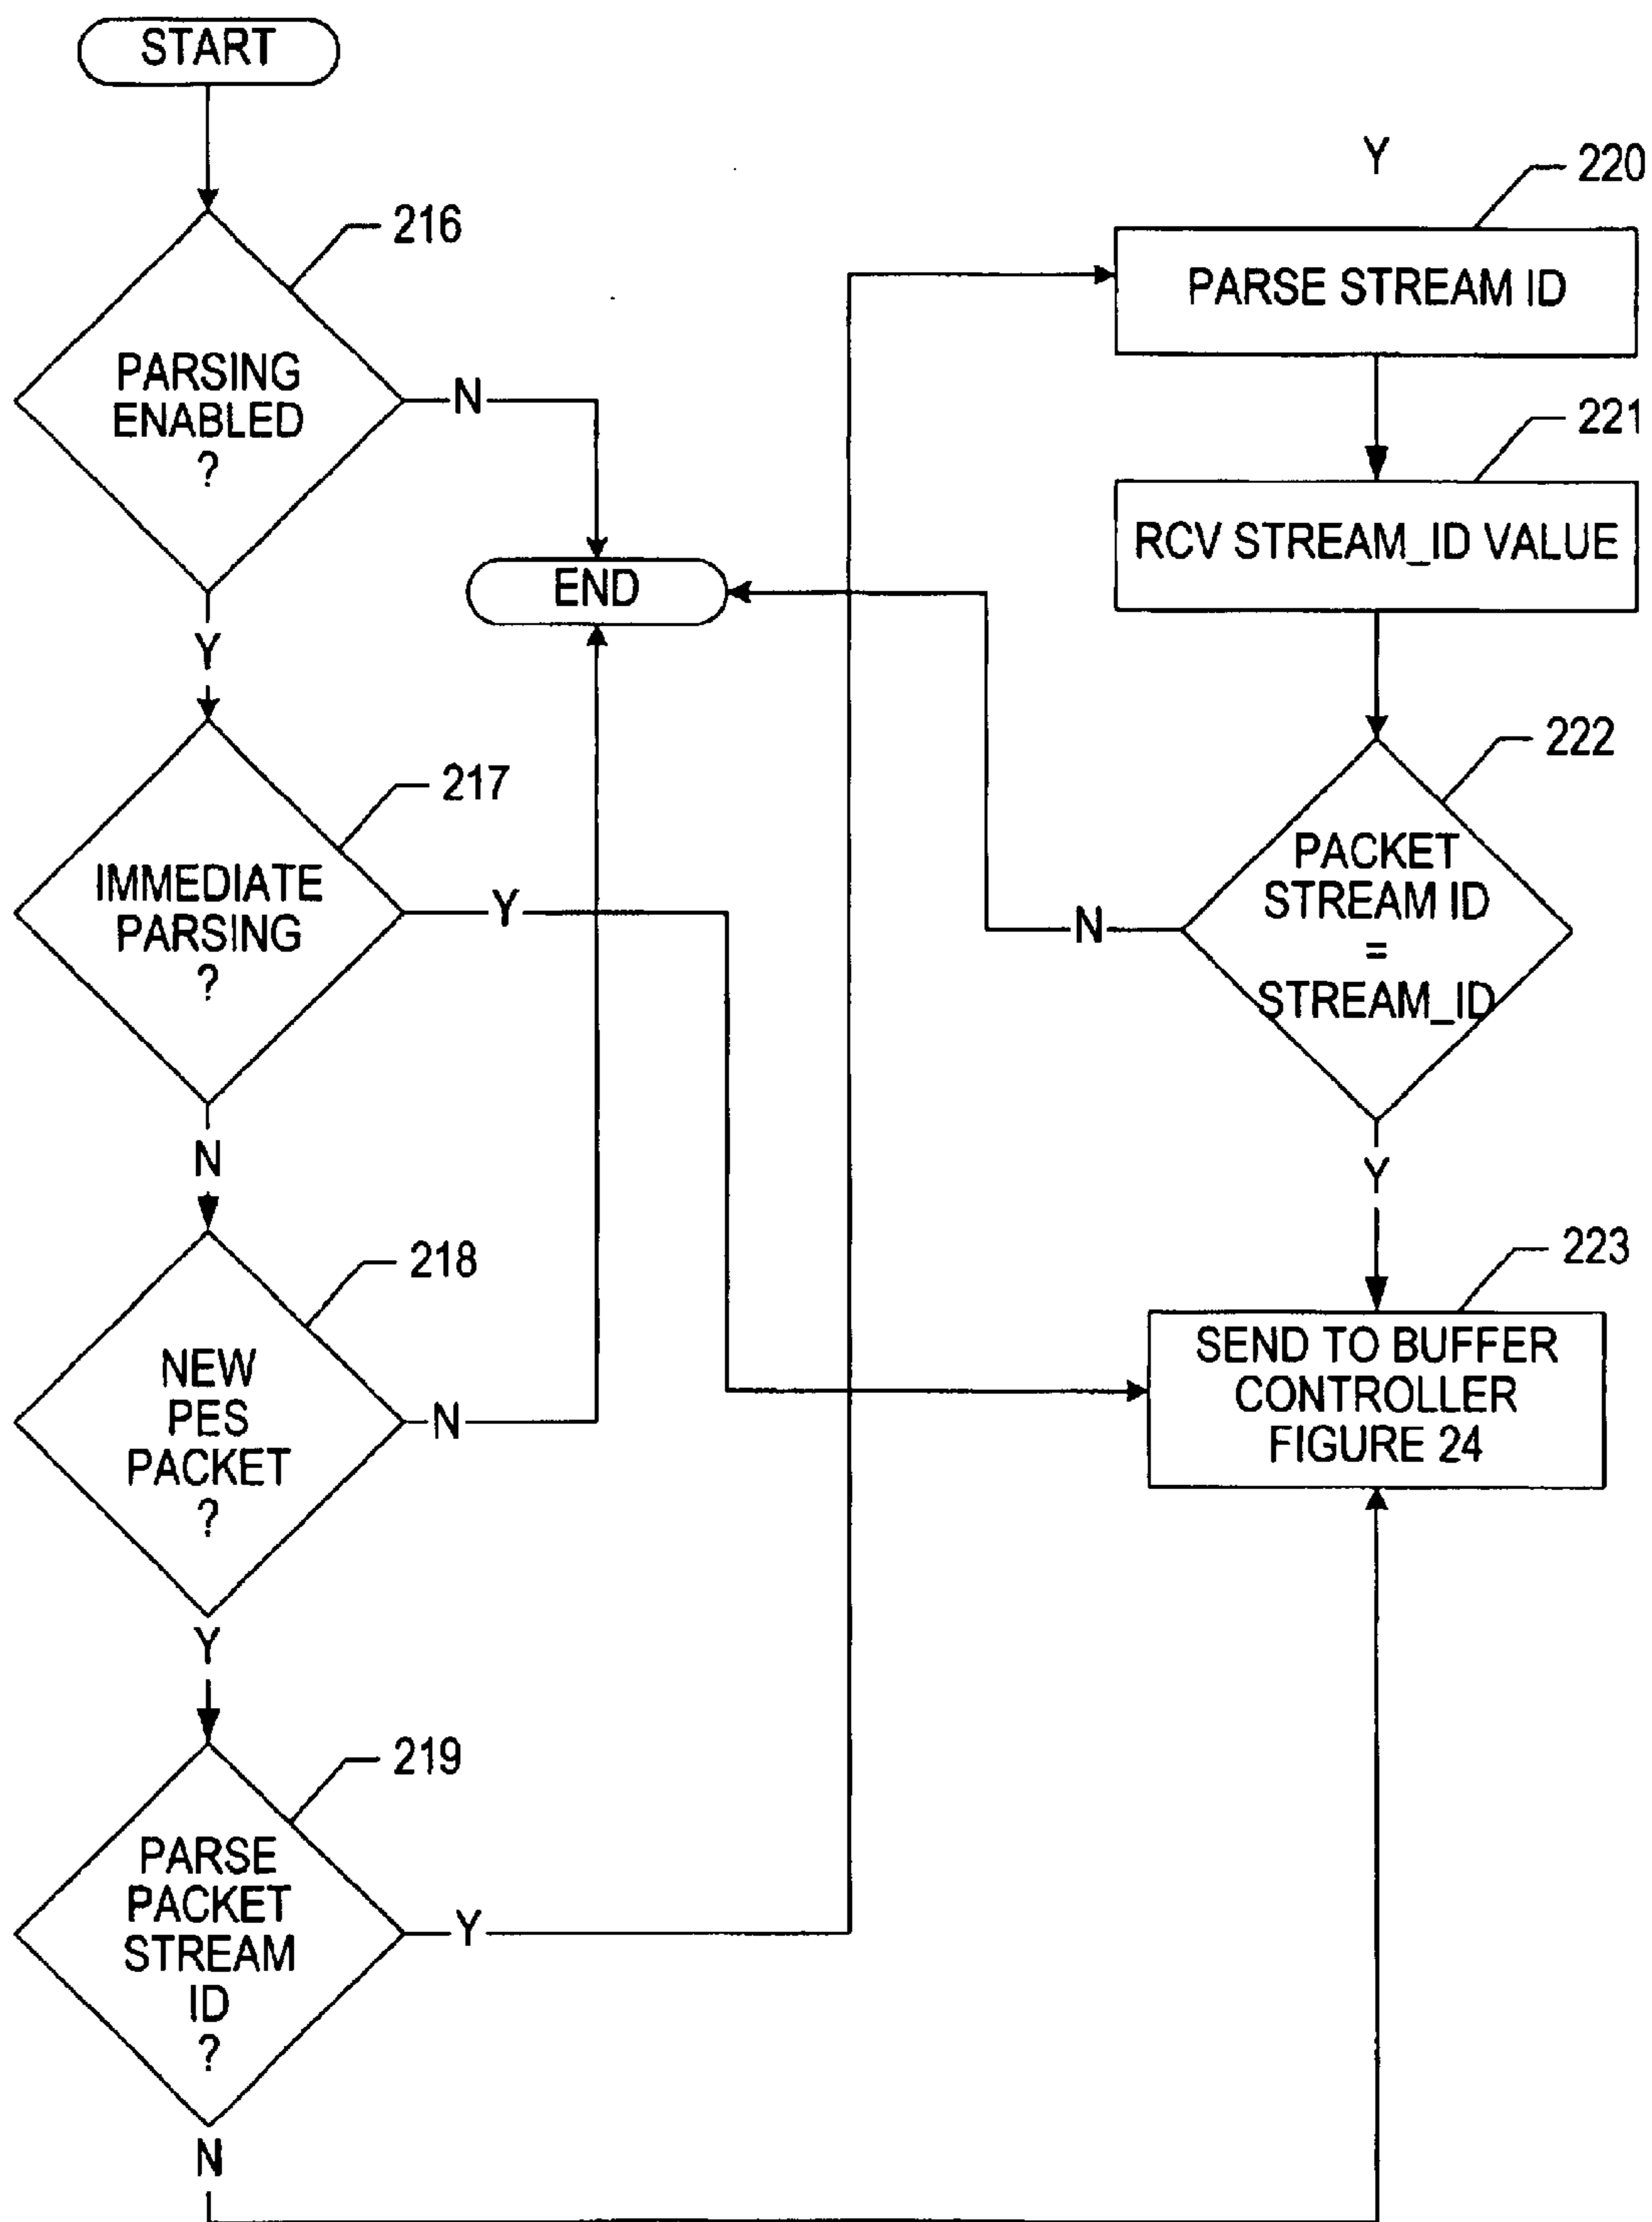 START
216
PARSING
ENABLED
?
N
END
Y
217
IMMEDIATE
PARSING
?
Y
N
218
NEW
PES
PACKET
?
N
Y
219
PARSE
PACKET
STREAM
ID
?
Y
N
Y
220
PARSE STREAM ID
221
RCV STREAM_ID VALUE
222
PACKET
STREAM ID
=
STREAM_ID
N
Y
223
SEND TO BUFFER
CONTROLLER
FIGURE 24